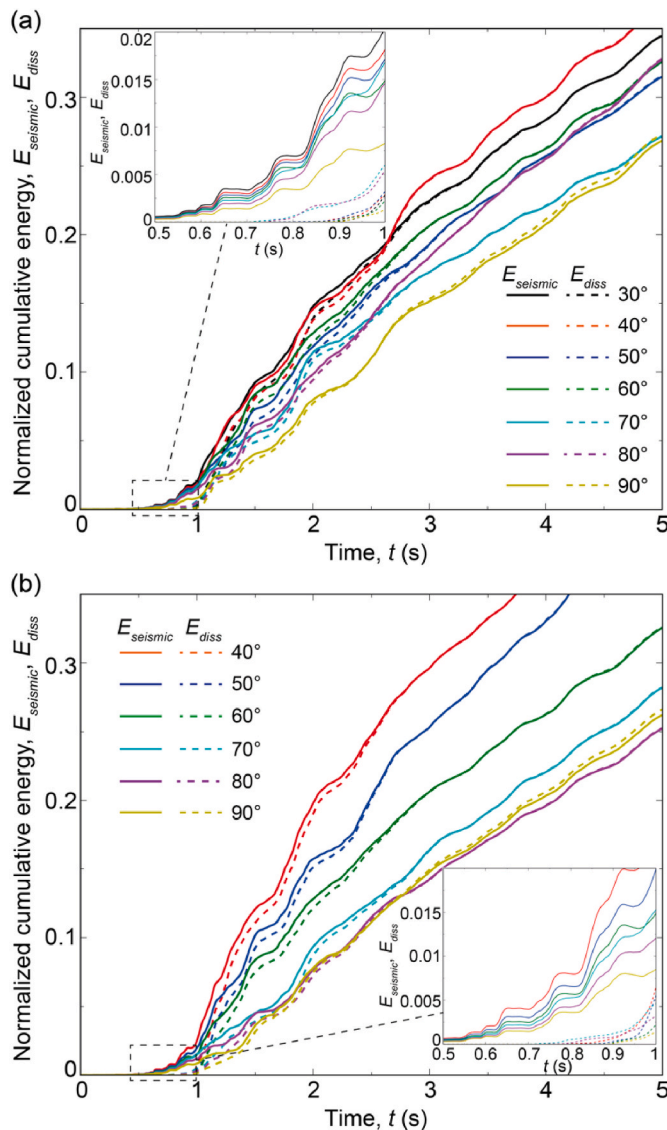 (a)
Normalized cumulative energy, E_seismic, E_diss
0.3
0.2
0.1
0
0.02
0.015
0.01
0.005
0
E_seismic, E_diss
0.5 0.6 0.7 0.8 0.9 1
t (s)
E_seismic E_diss
30°
40°
50°
60°
70°
80°
90°
0 1 2 3 4 5
Time, t (s)
(b)
Normalized cumulative energy, E_seismic, E_diss
0.3
0.2
0.1
0
E_seismic E_diss
40°
50°
60°
70°
80°
90°
0.015
0.01
0.005
0
E_seismic, E_diss
0.5 0.6 0.7 0.8 0.9 1
t (s)
0 1 2 3 4 5
Time, t (s)